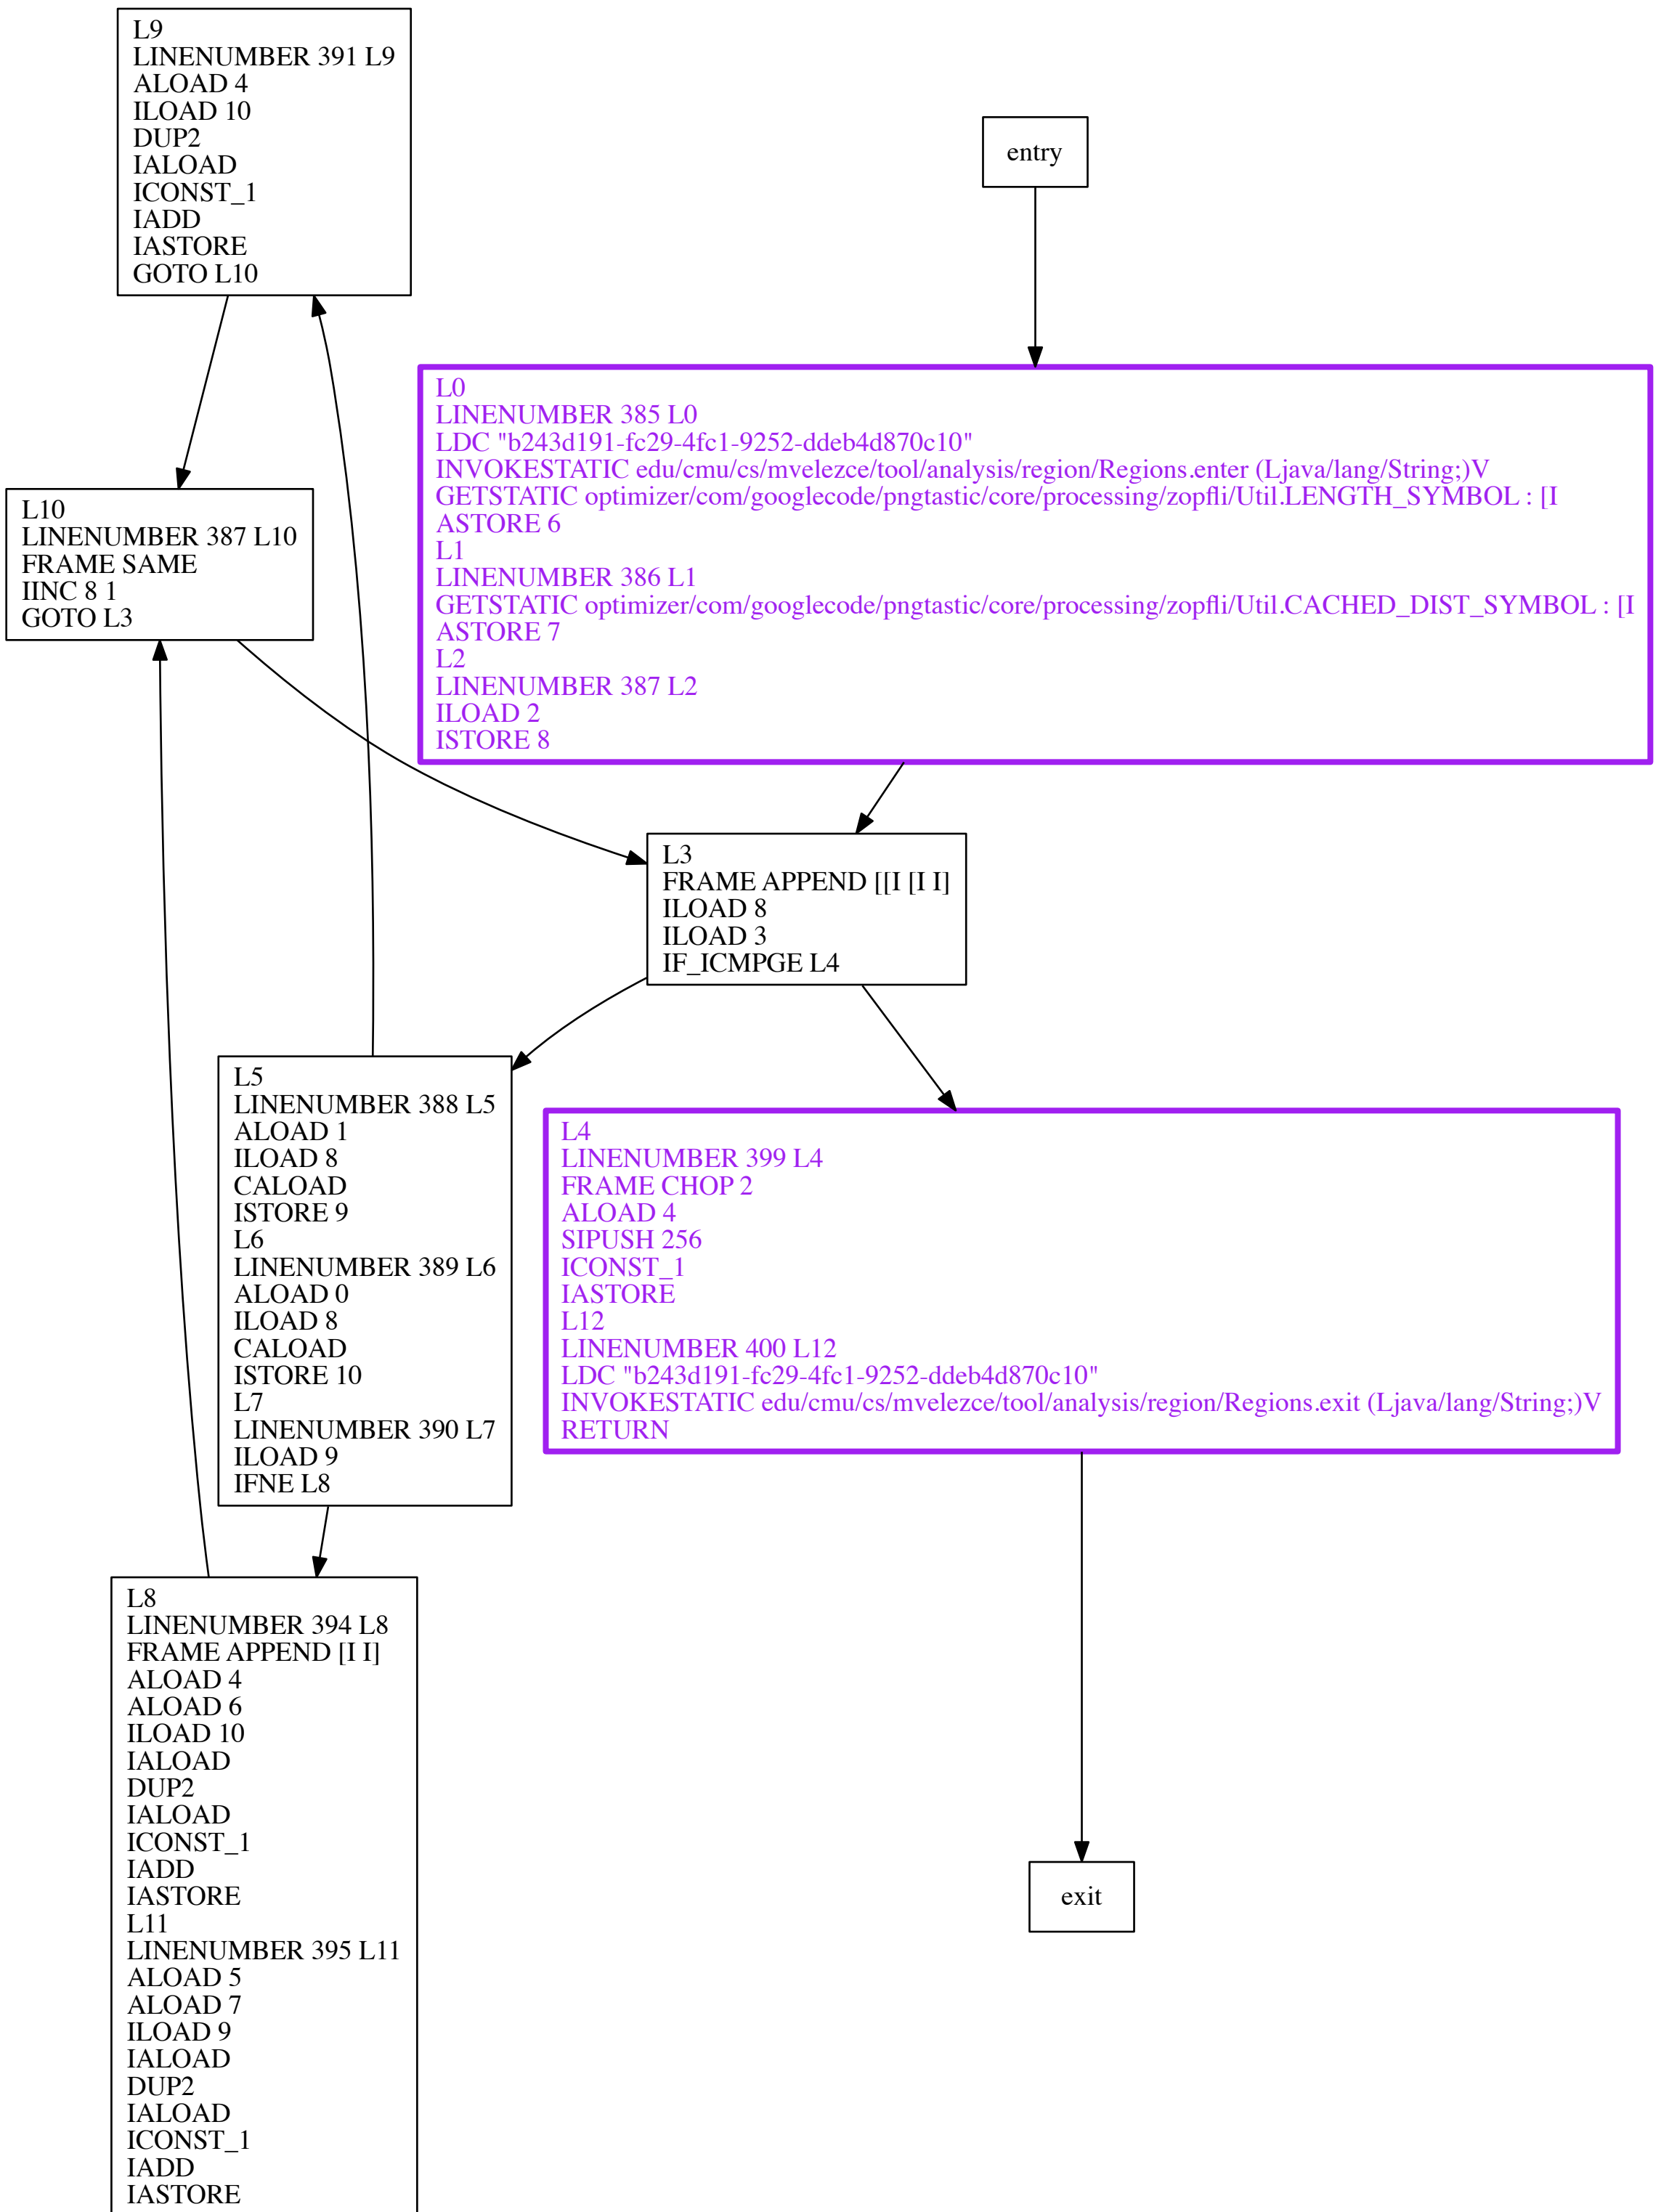 L9
LINENUMBER 391 L9
ALOAD 4
ILOAD 10
DUP2
IALOAD
ICONST_1
IADD
IASTORE
GOTO L10
entry
L0
LINENUMBER 385 L0
LDC "b243d191-fc29-4fc1-9252-ddeb4d870c10"
INVOKESTATIC edu/cmu/cs/mvelezce/tool/analysis/region/Regions.enter (Ljava/lang/String;)V
GETSTATIC optimizer/com/googlecode/pngtastic/core/processing/zopfli/Util.LENGTH_SYMBOL : [I
ASTORE 6
L1
LINENUMBER 386 L1
GETSTATIC optimizer/com/googlecode/pngtastic/core/processing/zopfli/Util.CACHED_DIST_SYMBOL : [I
ASTORE 7
L2
LINENUMBER 387 L2
ILOAD 2
ISTORE 8
L10
LINENUMBER 387 L10
FRAME SAME
IINC 8 1
GOTO L3
L3
FRAME APPEND [[I [I I]
ILOAD 8
ILOAD 3
IF_ICMPGE L4
L5
LINENUMBER 388 L5
ALOAD 1
ILOAD 8
CALOAD
ISTORE 9
L6
LINENUMBER 389 L6
ALOAD 0
ILOAD 8
CALOAD
ISTORE 10
L7
LINENUMBER 390 L7
ILOAD 9
IFNE L8
L4
LINENUMBER 399 L4
FRAME CHOP 2
ALOAD 4
SIPUSH 256
ICONST_1
IASTORE
L12
LINENUMBER 400 L12
LDC "b243d191-fc29-4fc1-9252-ddeb4d870c10"
INVOKESTATIC edu/cmu/cs/mvelezce/tool/analysis/region/Regions.exit (Ljava/lang/String;)V
RETURN
L8
LINENUMBER 394 L8
FRAME APPEND [I I]
ALOAD 4
ALOAD 6
ILOAD 10
IALOAD
DUP2
IALOAD
ICONST_1
IADD
IASTORE
L11
LINENUMBER 395 L11
ALOAD 5
ALOAD 7
ILOAD 9
IALOAD
DUP2
IALOAD
ICONST_1
IADD
IASTORE
exit